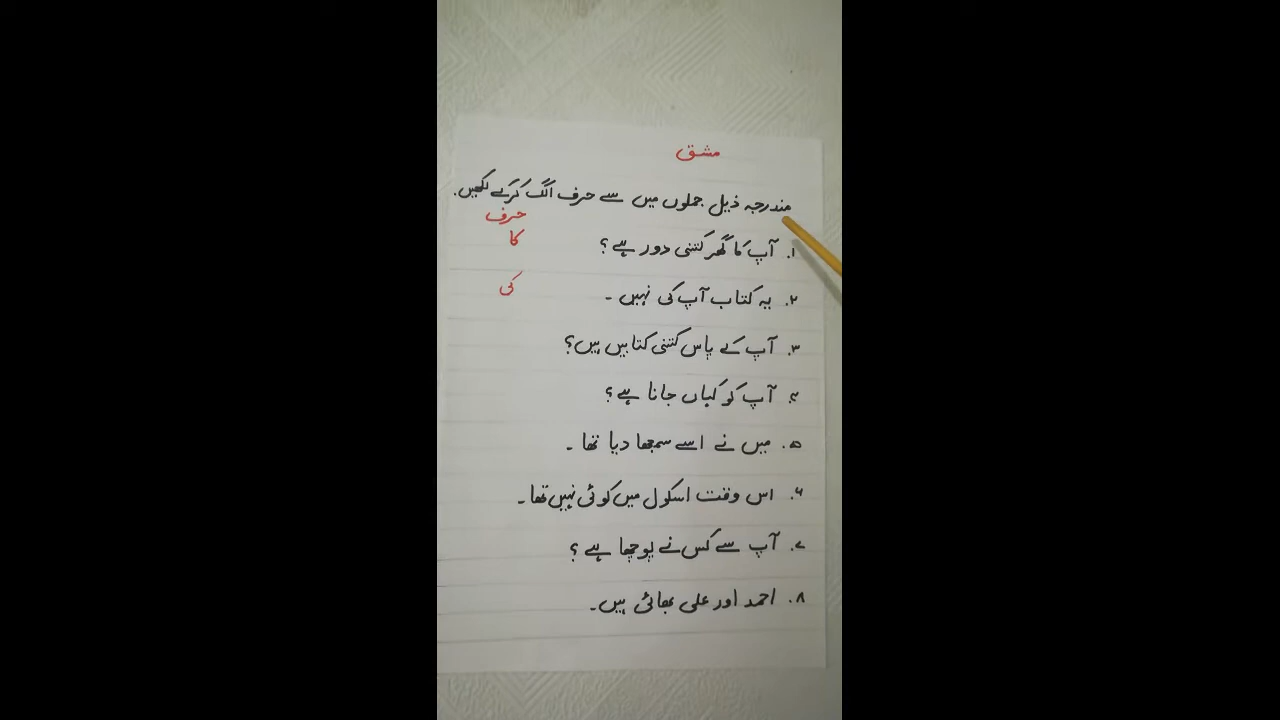 مشق
مندرجہ ذیل جملوں میں سے حرف الگ کرکے لکھیں.
حرف
۱. آپ کا گھر کتنی دور ہے؟
کا
۲. یہ کتاب آپ کی نہیں ۔
کی
۳. آپ کے پاس کتنی کتابیں ہیں؟
۴. آپ کو کہاں جانا ہے؟
۵. میں نے اسے سمجھا دیا تھا ۔
۶. اس وقت اسکول میں کوئی نہیں تھا ۔
۷. آپ سے کس نے پوچھا ہے ؟
۸. احمد اور علی بھائی ہیں۔